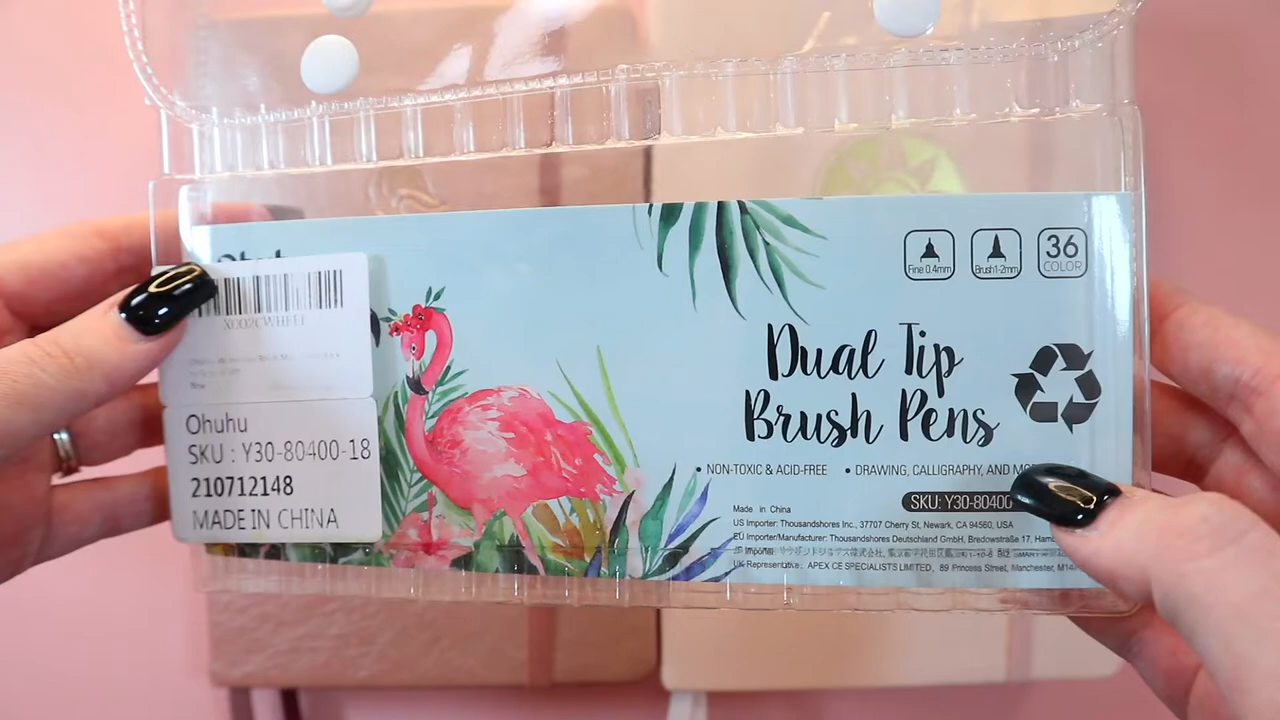 Fine 0.4mm
Brush1-2mm
36
COLOR
Ohuhu
SKU : Y30-80400-18
210712148
MADE IN CHINA
Dual Tip
Brush Pens
• NON-TOXIC & ACID-FREE • DRAWING, CALLIGRAPHY, AND
SKU: Y30-80400
Made in China
US Importer: Thousandshores Inc., 37707 Cherry St, Newark, CA 94560, USA
EU Importer/Manufacturer: Thousandshores Deutschland GmbH, Bredowstraße 17,
UK Representative: APEX CE SPECIALISTS LIMITED, 89 Princess Street, Manchester,